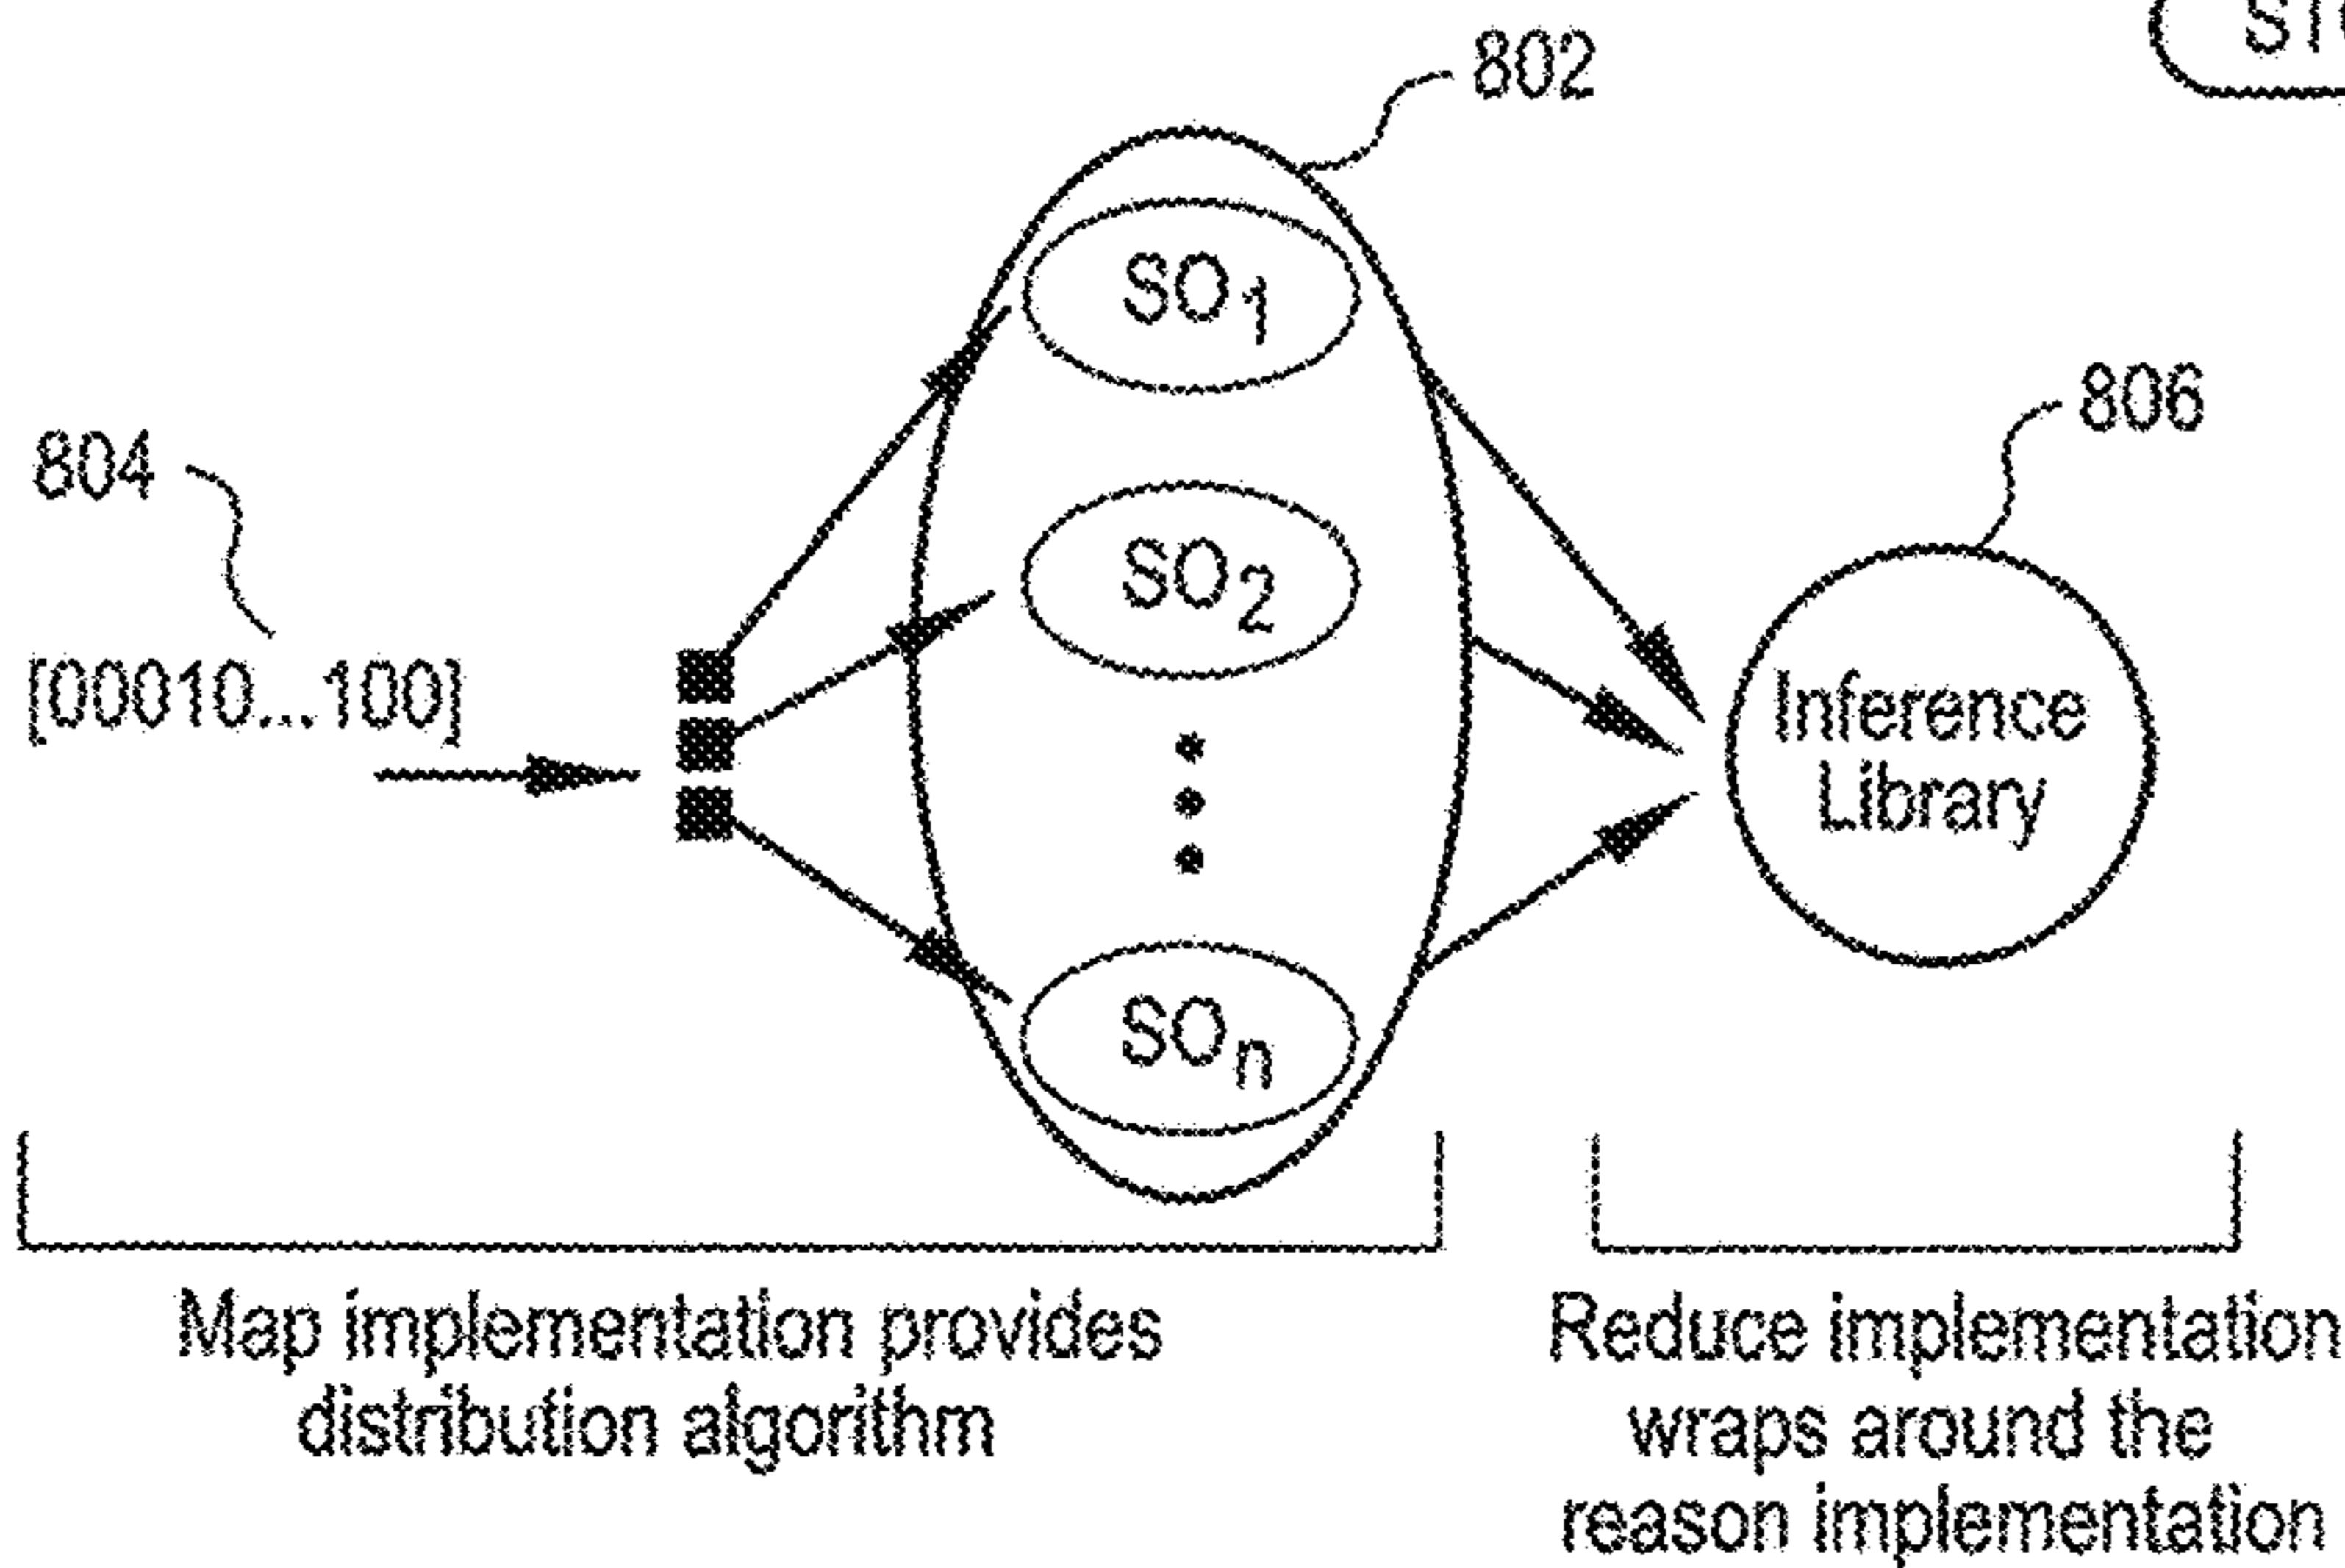 802
SO1
806
804
SO2
[00010...100]
Inference
Library
SOn
Map implementation provides
distribution algorithm
Reduce implementation
wraps around the
reason implementation